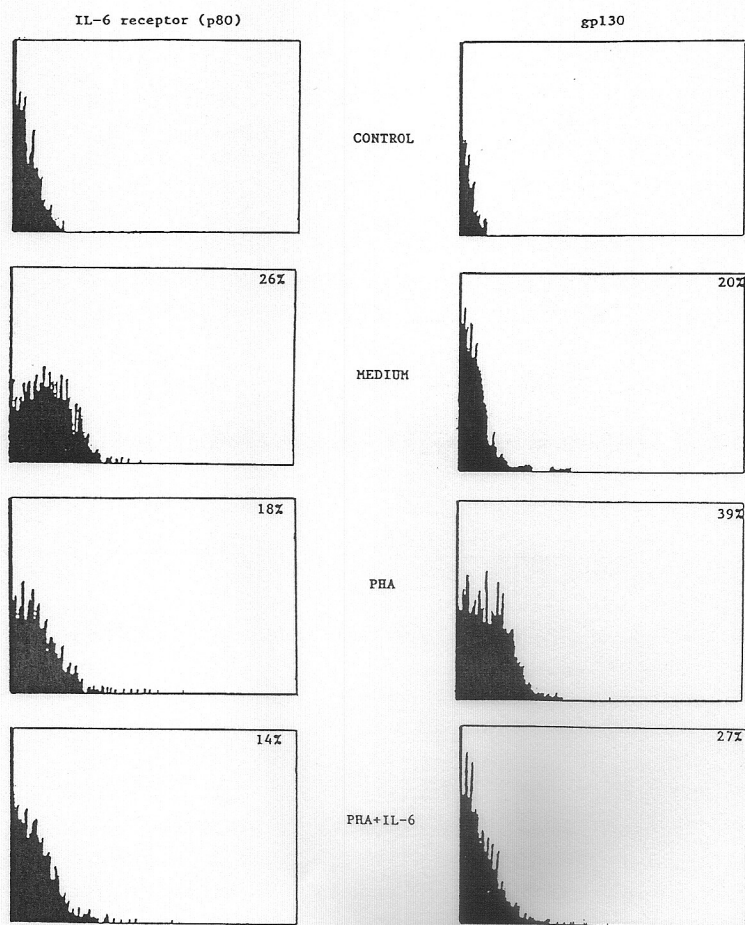 IL-6 receptor (p80)
gp130
CONTROL
26%
20%
MEDIUM
18%
39%
PHA
14%
27%
PHA+IL-6